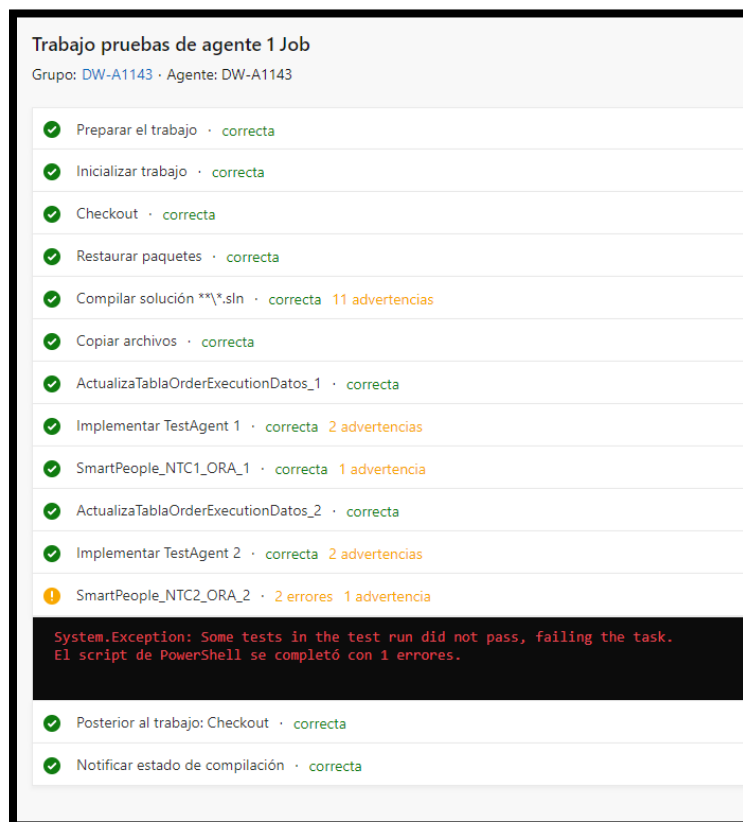 Trabajo pruebas de agente 1 Job
Grupo: DW-A1143 · Agente: DW-A1143
Preparar el trabajo · correcta
Inicializar trabajo · correcta
Checkout · correcta
Restaurar paquetes · correcta
Compilar solución **\*.sln · correcta 11 advertencias
Copiar archivos · correcta
ActualizaTablaOrderExecutionDatos_1 · correcta
Implementar TestAgent 1 · correcta 2 advertencias
SmartPeople_NTC1_ORA_1 · correcta 1 advertencia
ActualizaTablaOrderExecutionDatos_2 · correcta
Implementar TestAgent 2 · correcta 2 advertencias
SmartPeople_NTC2_ORA_2 · 2 errores 1 advertencia
System.Exception: Some tests in the test run did not pass, failing the task.
El script de PowerShell se completó con 1 errores.
Posterior al trabajo: Checkout · correcta
Notificar estado de compilación · correcta